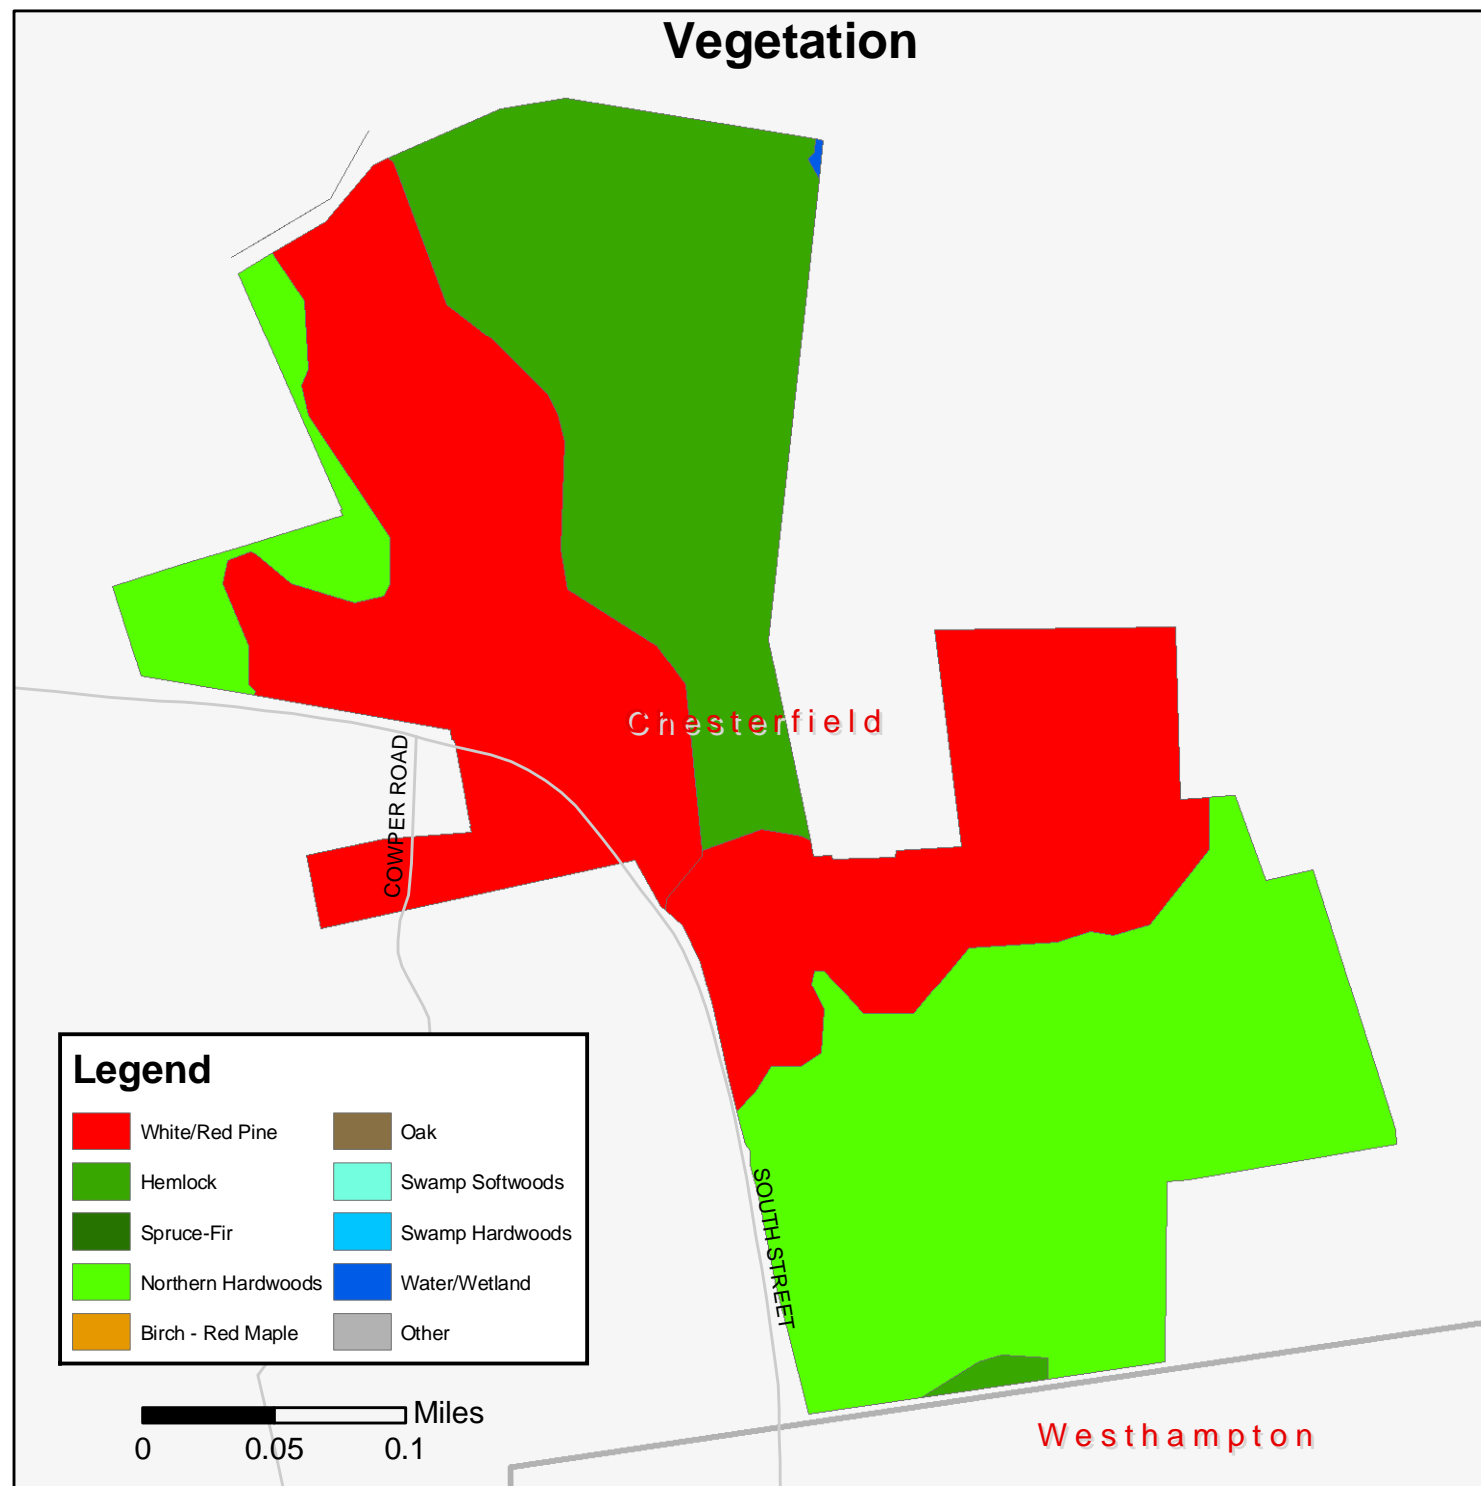 Vegetation
Chesterfield
COWPER ROAD
Legend
White/Red Pine
Hemlock
Spruce-Fir
Northern Hardwoods
Birch - Red Maple
Oak
Swamp Softwoods
Swamp Hardwoods
Water/Wetland
Other
SOUTH STREET
Miles
0 0.05 0.1
Westhampton